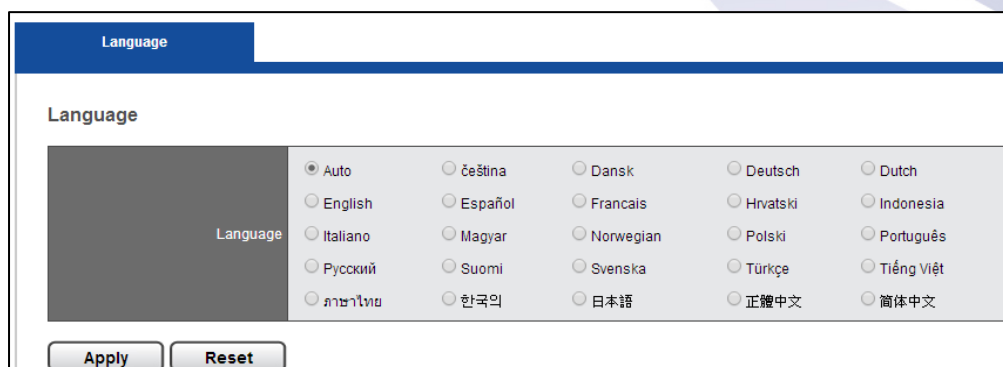 Language
Language
Auto čeština Dansk Deutsch Dutch
English Español Francais Hrvatski Indonesia
Language Italiano Magyar Norwegian Polski Português
Русский Suomi Svenska Türkçe Tiếng Việt
ภาษาไทย 한국의 日本語 正體中文 简体中文
Apply Reset